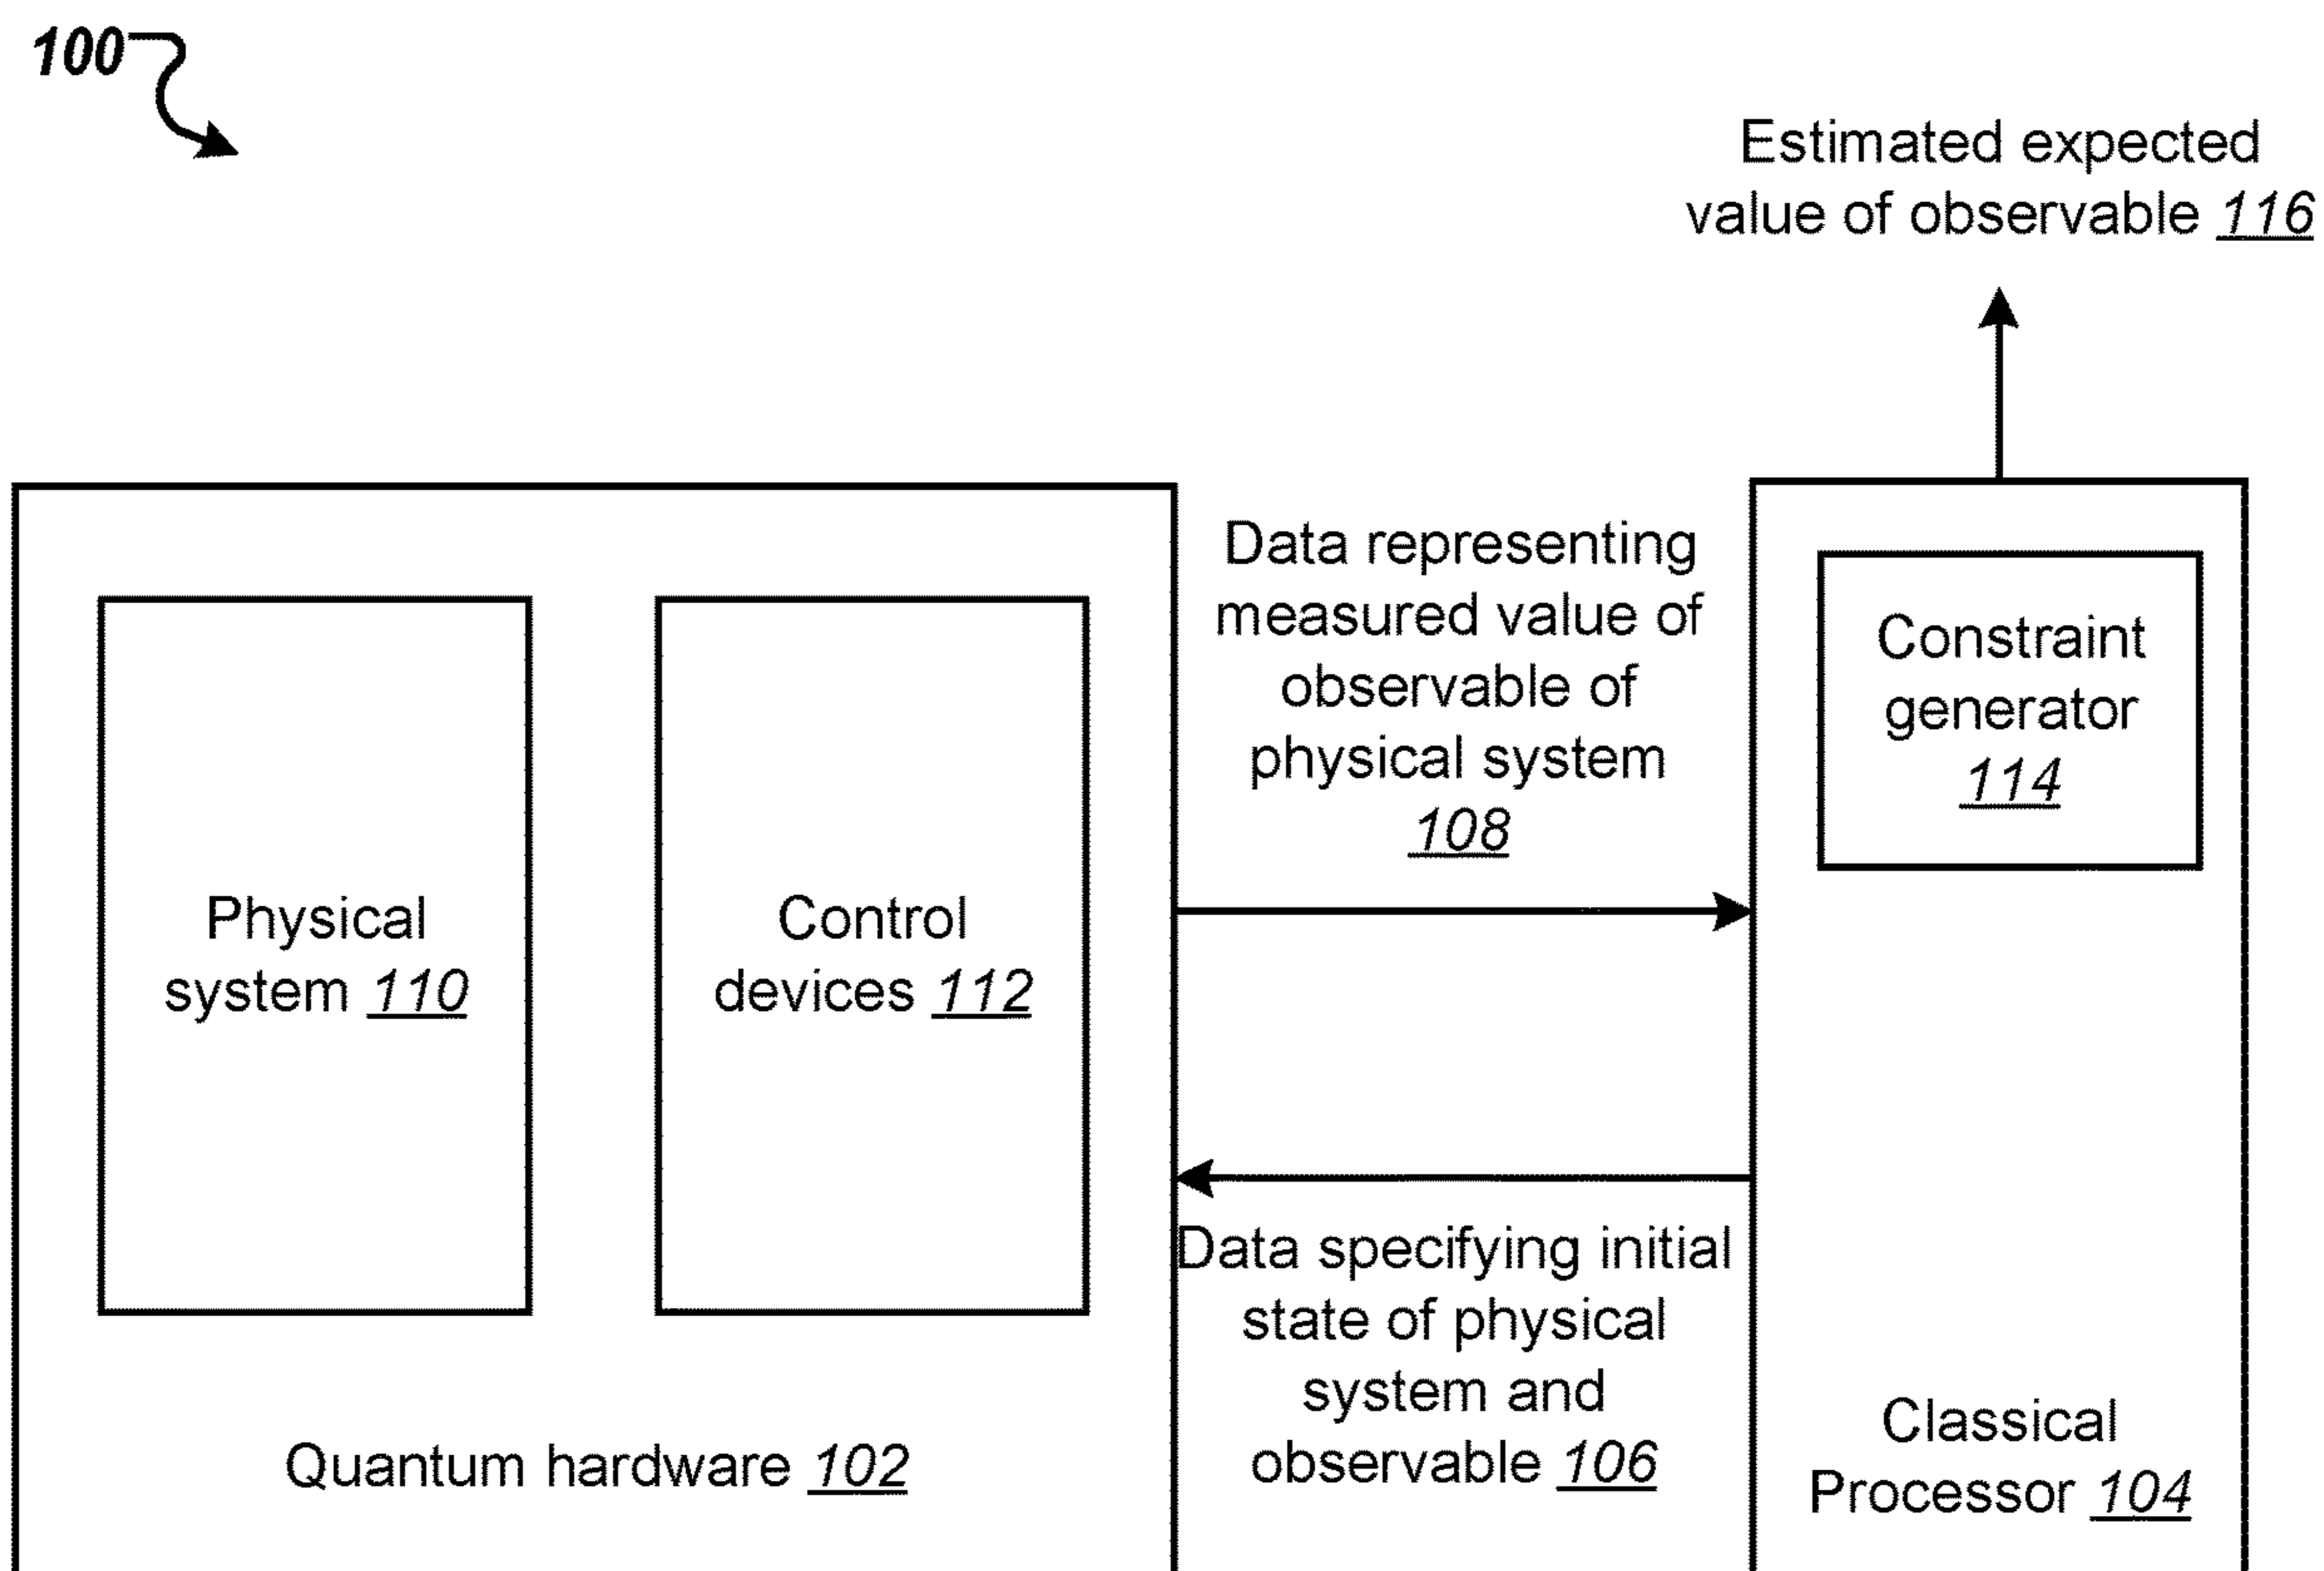 100
Estimated expected
value of observable 116
Data representing
measured value of
observable of
physical system
108
Constraint
generator
114
Physical
system 110
Control
devices 112
Data specifying initial
state of physical
system and
observable 106
Quantum hardware 102
Classical
Processor 104